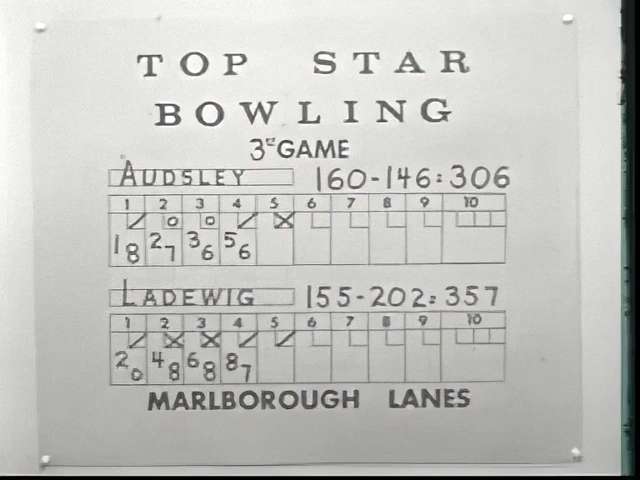 TOP STAR
BOWLING
3RD GAME
AUDSLEY 160-146=306
1 2 3 4 5 6 7 8 9 10
/ 0 0 / X
18 27 36 56
LADEWIG 155-202=357
1 2 3 4 5 6 7 8 9 10
/ X X / /
20 48 68 87
MARLBOROUGH LANES